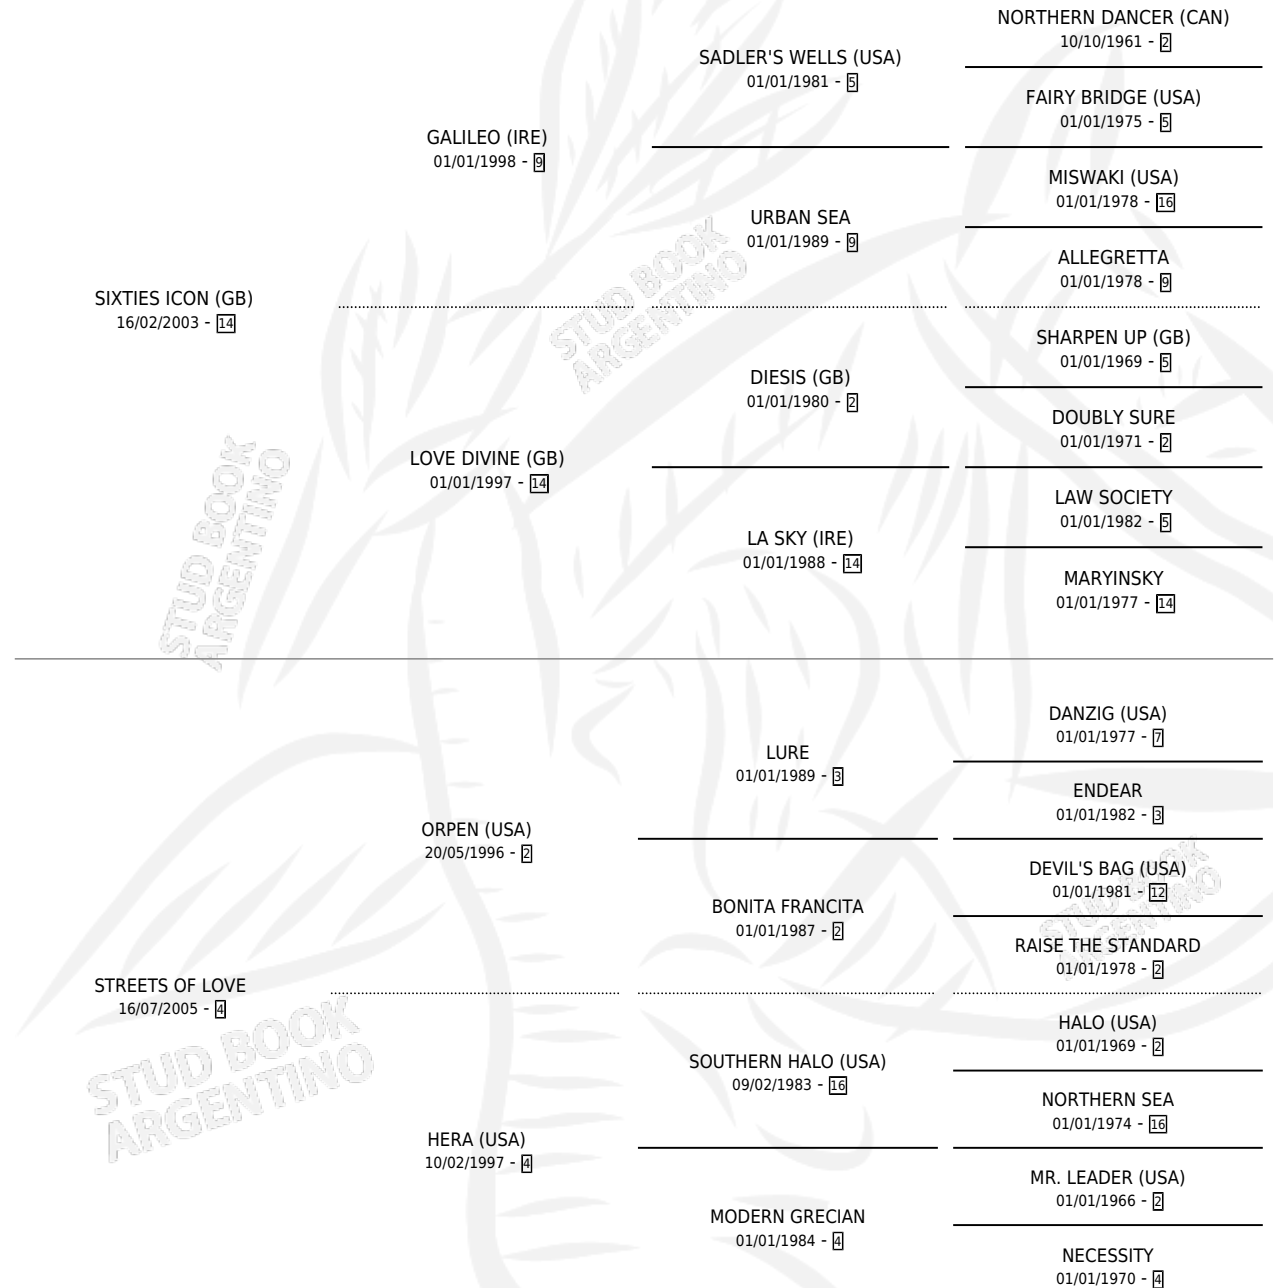 NORTHERN DANCER (CAN)
10/10/1961 - 2
SADLER'S WELLS (USA)
01/01/1981 - 5
FAIRY BRIDGE (USA)
01/01/1975 - 5
GALILEO (IRE)
01/01/1998 - 9
MISWAKI (USA)
01/01/1978 - 16
URBAN SEA
01/01/1989 - 9
ALLEGRETTA
01/01/1978 - 9
SIXTIES ICON (GB)
16/02/2003 - 14
STUD BOOK
ARGENTINO
SHARPEN UP (GB)
01/01/1969 - 5
DIESIS (GB)
01/01/1980 - 2
DOUBLY SURE
01/01/1971 - 2
LOVE DIVINE (GB)
01/01/1997 - 14
LAW SOCIETY
01/01/1982 - 5
LA SKY (IRE)
01/01/1988 - 14
MARYINSKY
01/01/1977 - 14
STUD BOOK
ARGENTINO
DANZIG (USA)
01/01/1977 - 7
LURE
01/01/1989 - 3
ENDEAR
01/01/1982 - 3
ORPEN (USA)
20/05/1996 - 2
DEVIL'S BAG (USA)
01/01/1981 - 12
BONITA FRANCITA
01/01/1987 - 2
STUD BOOK
ARGENTINO
RAISE THE STANDARD
01/01/1978 - 2
STREETS OF LOVE
16/07/2005 - 4
STUD BOOK
ARGENTINO
HALO (USA)
01/01/1969 - 2
SOUTHERN HALO (USA)
09/02/1983 - 16
NORTHERN SEA
01/01/1974 - 16
HERA (USA)
10/02/1997 - 4
MR. LEADER (USA)
01/01/1966 - 2
MODERN GRECIAN
01/01/1984 - 4
NECESSITY
01/01/1970 - 4